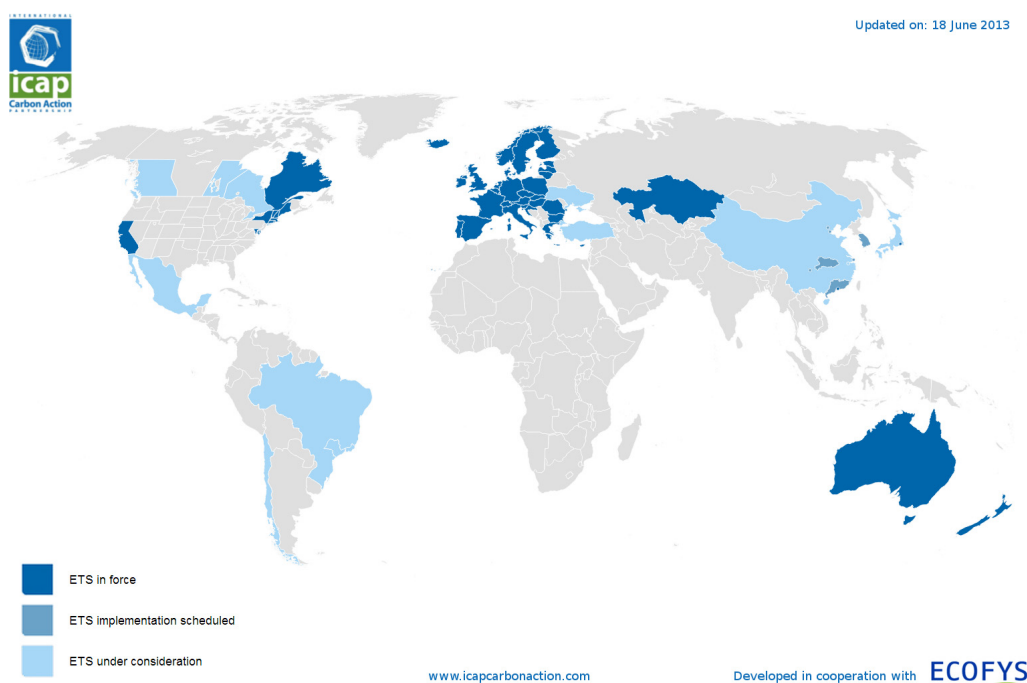 INTERNATIONAL
icap
Carbon Action
PARTNERSHIP
Updated on: 18 June 2013
ETS in force
ETS implementation scheduled
ETS under consideration
www.icapcarbonaction.com
Developed in cooperation with ECOFYS